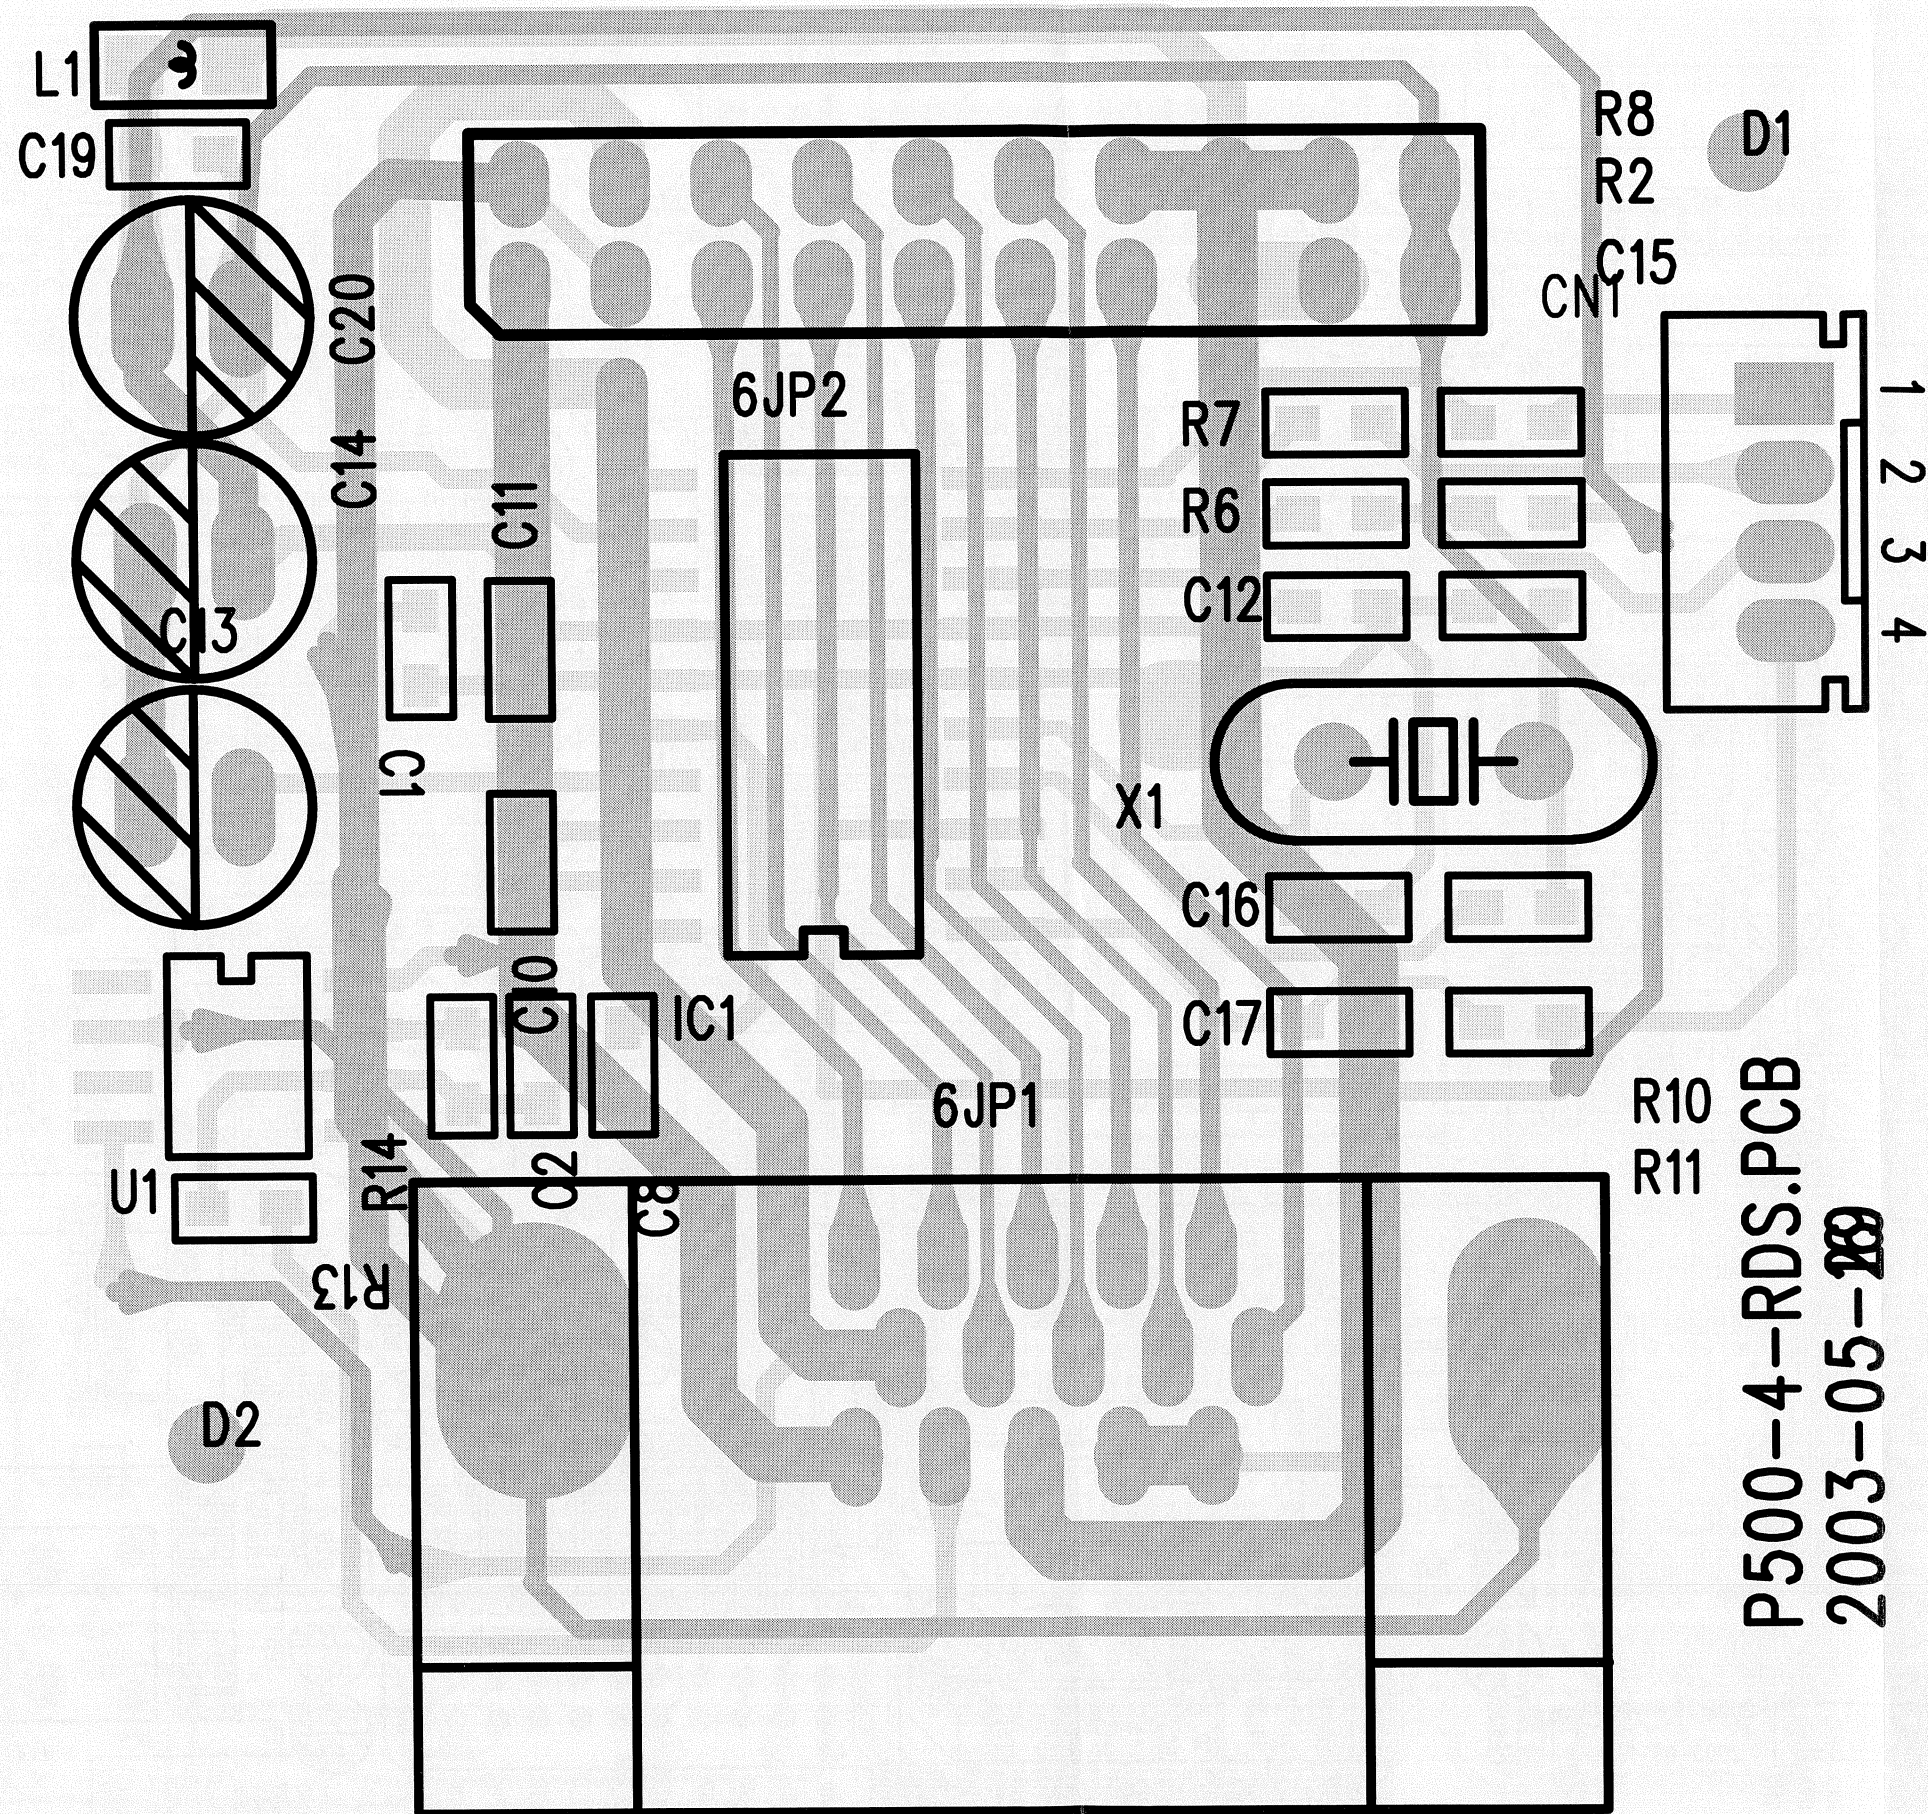 L1
C19
R8
D1
R2
C15
CN1
C20
1
6JP2
R7
2
C14
C11
R6
3
C12
4
C13
C1
X1
C16
C10
IC1
C17
6JP1
R10
R11
U1
R14
C8
R13
D2
P500-4-RDS.PCB
2003-05-